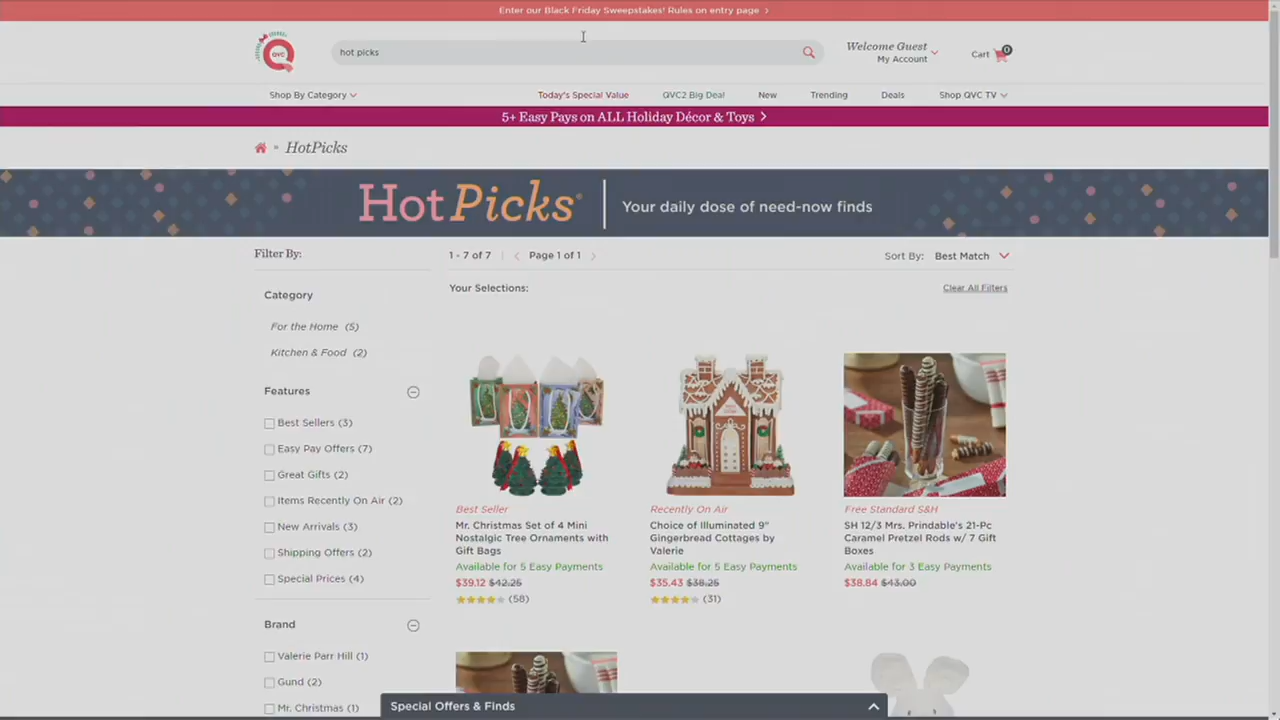 Enter our Black Friday Sweepstakes! Rules on entry page >
QVC
hot picks
Welcome Guest
My Account
Cart 0
Shop By Category
Today's Special Value
QVC2 Big Deal
New
Trending
Deals
Shop QVC TV
5+ Easy Pays on ALL Holiday Décor & Toys
HotPicks
Hot Picks®
Your daily dose of need-now finds
Filter By:
1 - 7 of 7 | < Page 1 of 1 >
Sort By: Best Match
Category
For the Home (5)
Kitchen & Food (2)
Features
Best Sellers (3)
Easy Pay Offers (7)
Great Gifts (2)
Items Recently On Air (2)
New Arrivals (3)
Shipping Offers (2)
Special Prices (4)
Brand
Valerie Parr Hill (1)
Gund (2)
Mr. Christmas (1)
Your Selections:
Clear All Filters
Best Seller
Mr. Christmas Set of 4 Mini
Nostalgic Tree Ornaments with
Gift Bags
Available for 5 Easy Payments
$39.12 $42.25
(58)
Recently On Air
Choice of Illuminated 9"
Gingerbread Cottages by
Valerie
Available for 5 Easy Payments
$35.43 $38.25
(31)
Free Standard S&H
SH 12/3 Mrs. Prindable's 21-Pc
Caramel Pretzel Rods w/ 7 Gift
Boxes
Available for 3 Easy Payments
$38.84 $43.00
Special Offers & Finds